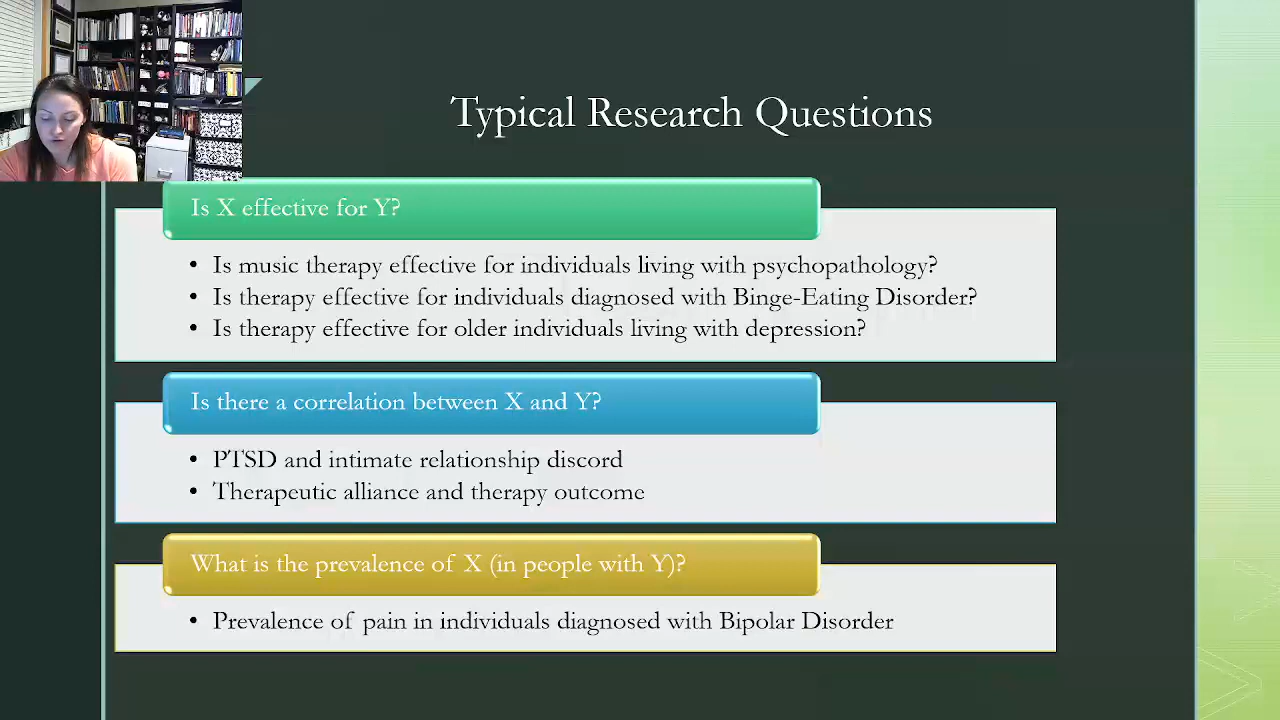 Typical Research Questions
Is X effective for Y?
• Is music therapy effective for individuals living with psychopathology?
• Is therapy effective for individuals diagnosed with Binge-Eating Disorder?
• Is therapy effective for older individuals living with depression?
Is there a correlation between X and Y?
• PTSD and intimate relationship discord
• Therapeutic alliance and therapy outcome
What is the prevalence of X (in people with Y)?
• Prevalence of pain in individuals diagnosed with Bipolar Disorder